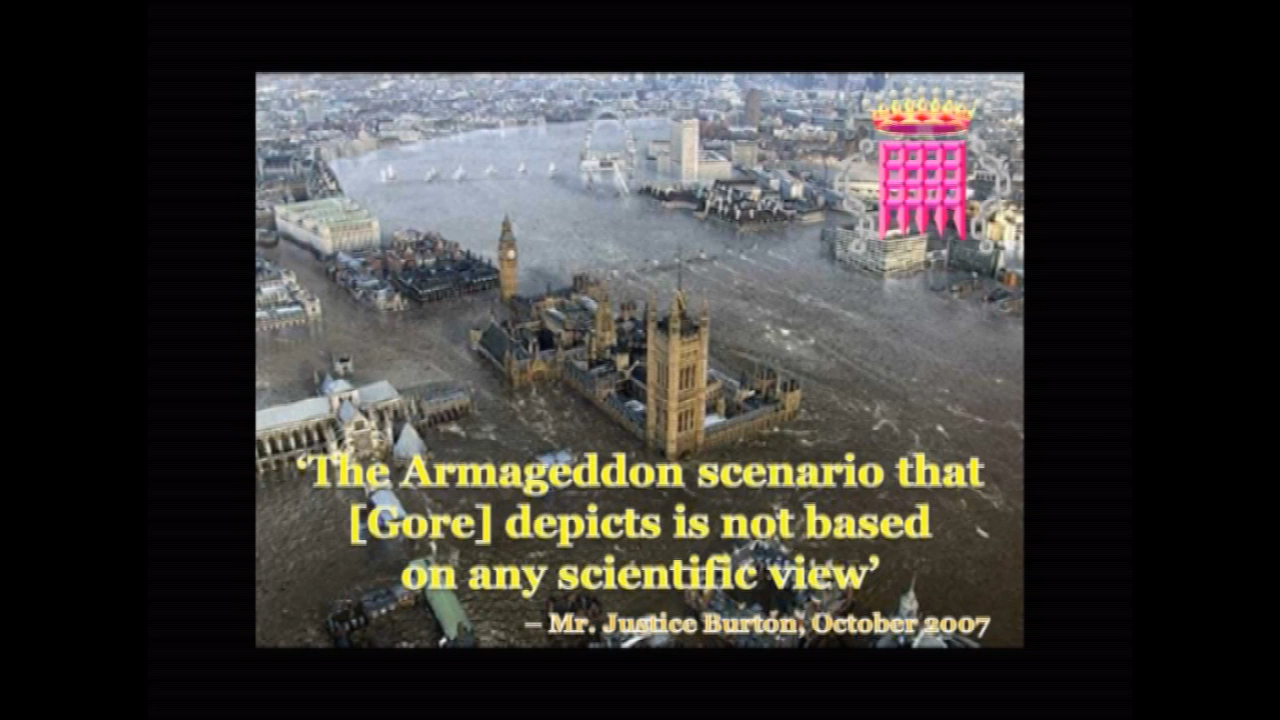 ‘The Armageddon scenario that
[Gore] depicts is not based
on any scientific view’
– Mr. Justice Burton, October 2007